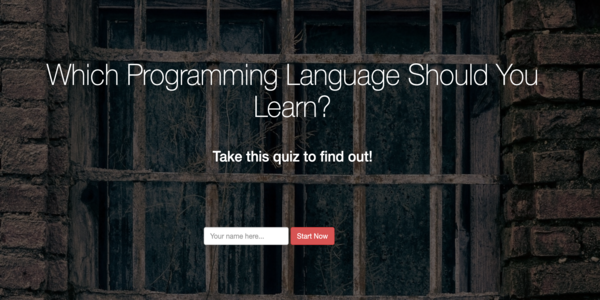 Which Programming Language Should You
Learn?
Take this quiz to find out!
Your name here...
Start Now